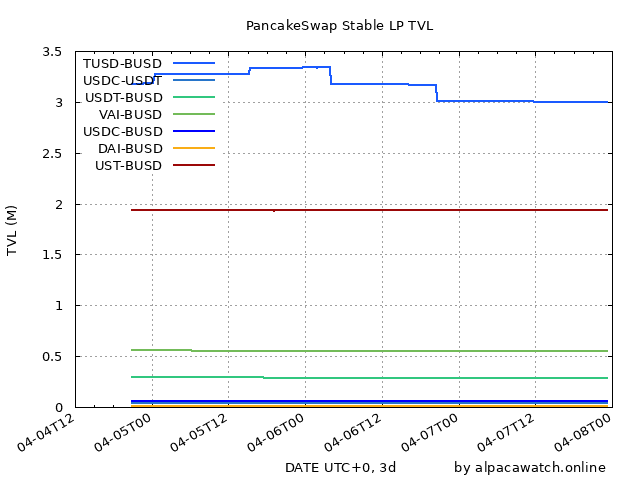 PancakeSwap Stable LP TVL
3.5
3
2.5
2
1.5
1
0.5
0
TVL (M)
TUSD-BUSD
USDC-USDT
USDT-BUSD
VAI-BUSD
USDC-BUSD
DAI-BUSD
UST-BUSD
04-04T12 04-05T00 04-05T12 04-06T00 04-06T12 04-07T00 04-07T12 04-08T00
DATE UTC+0, 3d by alpacawatch.online